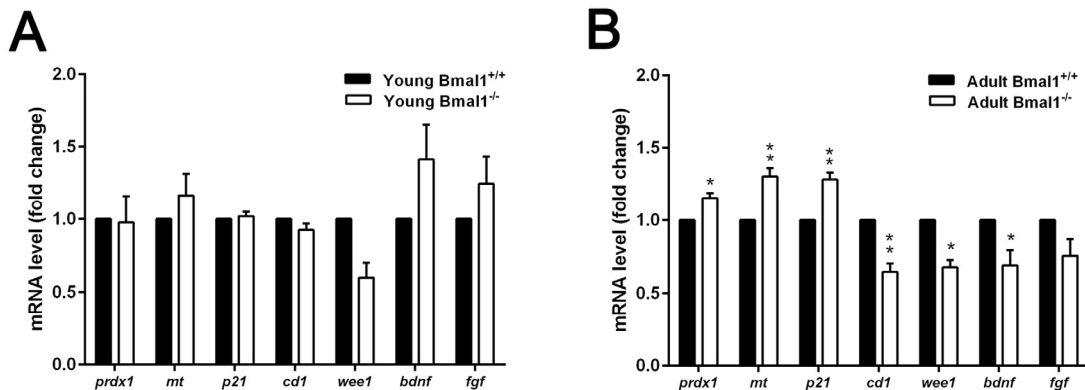 A
mRNA level (fold change)
2.0
1.5
1.0
0.5
0.0
Young Bmal1+/+
Young Bmal1-/-
prdx1 mt p21 cd1 wee1 bdnf fgf
B
mRNA level (fold change)
2.0
1.5
1.0
0.5
0.0
Adult Bmal1+/+
Adult Bmal1-/-
* ** ** ** * *
prdx1 mt p21 cd1 wee1 bdnf fgf